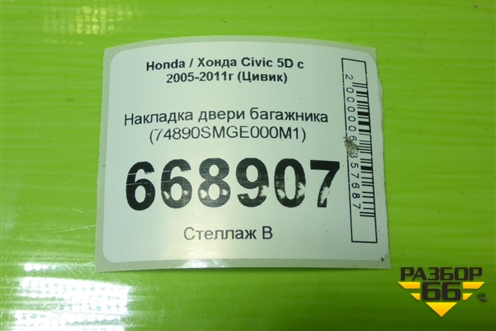 Honda / Хонда Civic 5D с
2005-2011г (Цивик)
Накладка двери багажника
(74890SMGE000M1)
668907
Стеллаж В
РАЗБОР
66